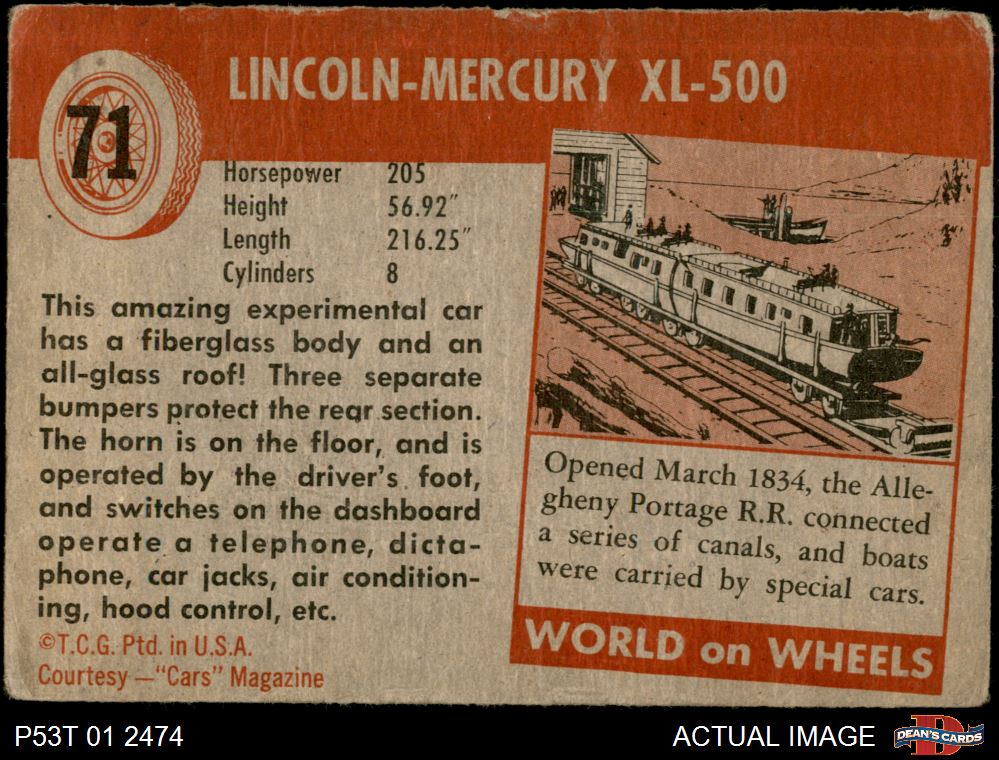 71
LINCOLN-MERCURY XL-500
Horsepower 205
Height 56.92"
Length 216.25"
Cylinders 8
This amazing experimental car
has a fiberglass body and an
all-glass roof! Three separate
bumpers protect the rear section.
The horn is on the floor, and is
operated by the driver's foot,
and switches on the dashboard
operate a telephone, dicta-
phone, car jacks, air condition-
ing, hood control, etc.
©T.C.G. Ptd. in U.S.A.
Courtesy—"Cars" Magazine
Opened March 1834, the Alle-
gheny Portage R.R. connected
a series of canals, and boats
were carried by special cars.
WORLD on WHEELS
P53T 01 2474
ACTUAL IMAGE
D
DEAN'S CARDS